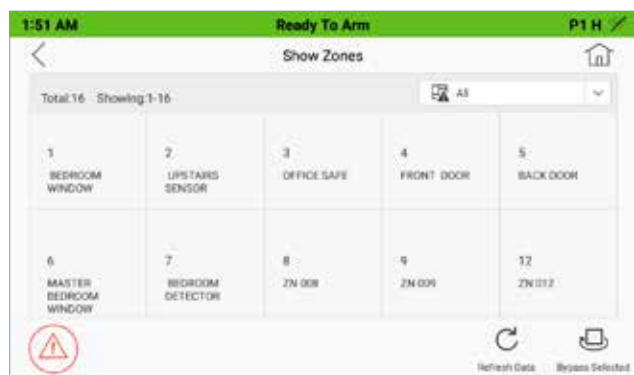 1:51 AM Ready To Arm P1 H
Show Zones
Total:16 Showing:1-16 All
1 2 3 4 5
BEDROOM UPSTAIRS OFFICE SAFE FRONT DOOR BACK DOOR
WINDOW SENSOR
6 7 8 9 12
MASTER BEDROOM ZN 008 ZN 009 ZN 012
BEDROOM DETECTOR
WINDOW
Refresh Data Bypass Selected